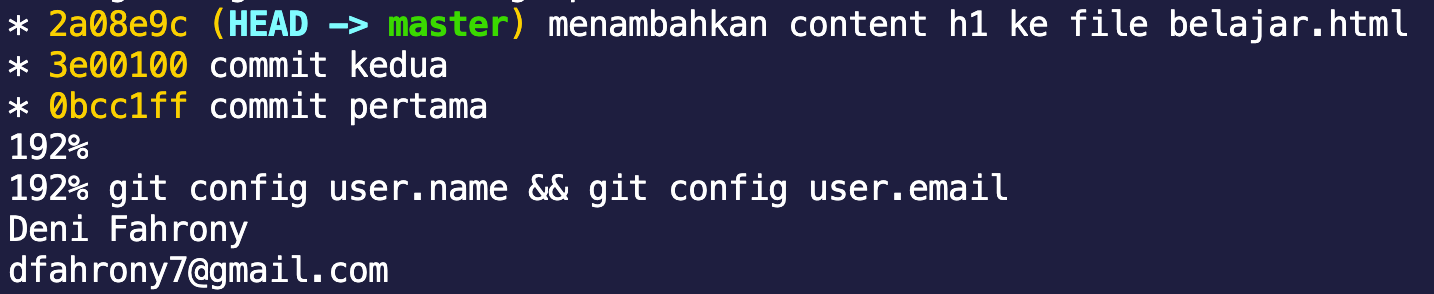 * 2a08e9c (HEAD -> master) menambahkan content h1 ke file belajar.html
* 3e00100 commit kedua
* 0bcc1ff commit pertama
192%
192% git config user.name && git config user.email
Deni Fahrony
dfahrony7@gmail.com